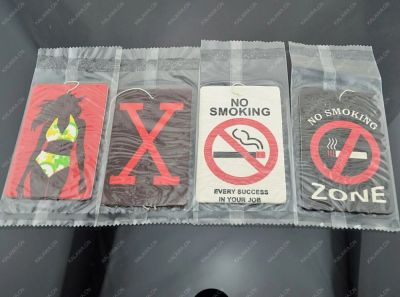 X
NO
SMOKING
EVERY SUCCESS
IN YOUR JOB
NO SMOKING
ZONE